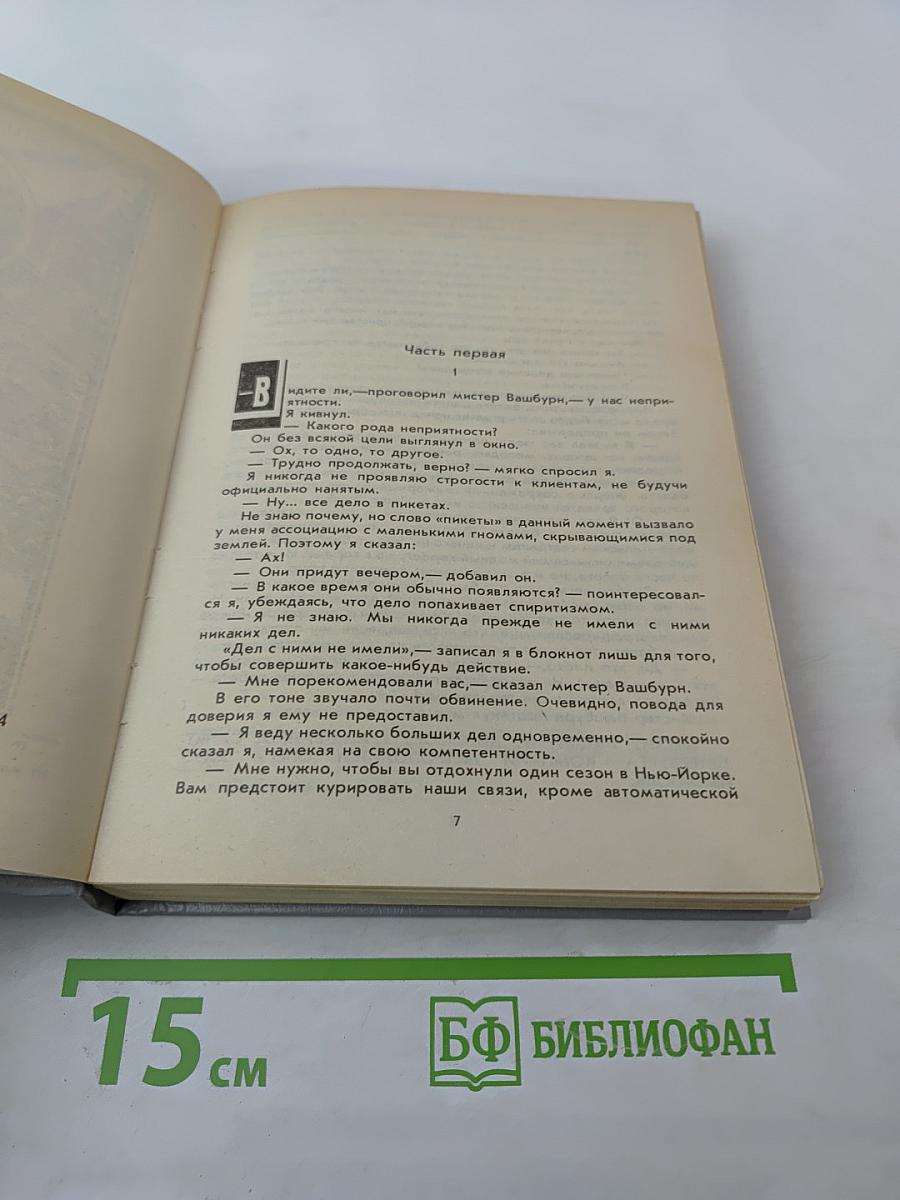 Часть первая
1
—Видите ли,—проговорил мистер Вашбурн,— у нас непри-
ятности.
Я кивнул.
— Какого рода неприятности?
Он без всякой цели выглянул в окно.
— Ох, то одно, то другое.
— Трудно продолжать, верно? — мягко спросил я.
Я никогда не проявляю строгости к клиентам, не будучи
официально нанятым.
— Ну... все дело в пикетах.
Не знаю почему, но слово «пикеты» в данный момент вызвало
у меня ассоциацию с маленькими гномами, скрывающимися под
землей. Поэтому я сказал:
— Ах!
— Они придут вечером,— добавил он.
— В какое время они обычно появляются? — поинтересовал-
ся я, убеждаясь, что дело попахивает спиритизмом.
— Я не знаю. Мы никогда прежде не имели с ними
никаких дел.
«Дел с ними не имели»,— записал я в блокнот лишь для того,
чтобы совершить какое-нибудь действие.
— Мне порекомендовали вас,— сказал мистер Вашбурн.
В его тоне звучало почти обвинение. Очевидно, повода для
доверия я ему не предоставил.
— Я веду несколько больших дел одновременно,— спокойно
сказал я, намекая на свою компетентность.
— Мне нужно, чтобы вы отдохнули один сезон в Нью-Йорке.
Вам предстоит курировать наши связи, кроме автоматической
7
4
15 см
БФ БИБЛИОФАН